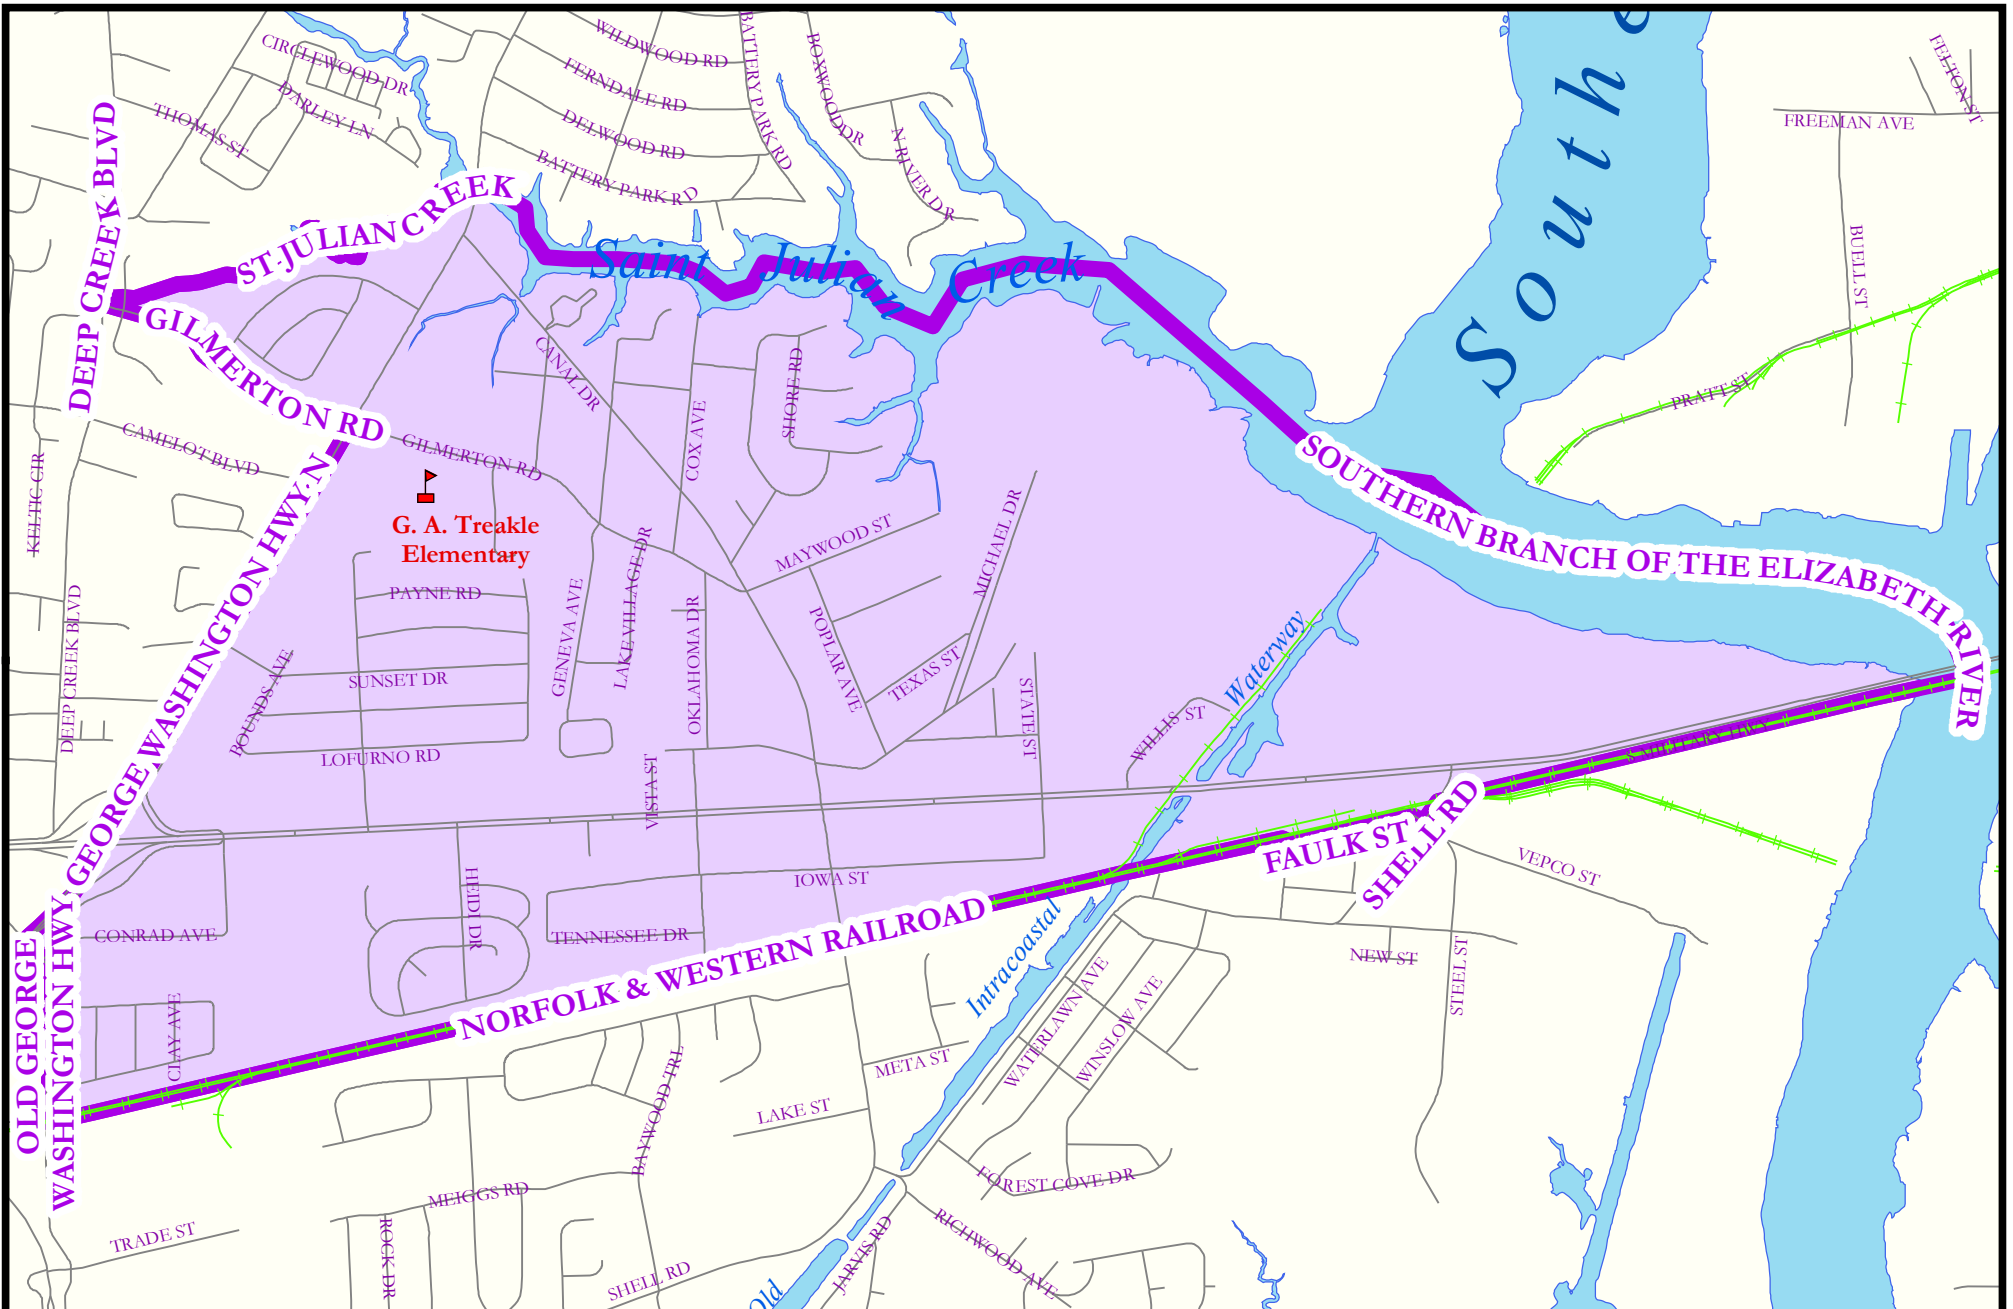 CIRCLEWOOD DR
DARLEY LN
THOMAS ST
WILDWOOD RD
FERNDALE RD
DELWOOD RD
BATTERY PARK RD
BATTERY PARK RD
BOXWOOD DR
N RIVER DR
Southe
FELTON ST
FREEMAN AVE
BUELL ST
PRATT ST
DEEP CREEK BLVD
ST JULIAN CREEK
Saint Julian Creek
GILMERTON RD
CANAL DR
COX AVE
SHORE RD
CAMELOT BLVD
GILMERTON RD
KELTIC CIR
G. A. Treakle
Elementary
MAYWOOD ST
MICHAEL DR
SOUTHERN BRANCH OF THE ELIZABETH RIVER
GEORGE WASHINGTON HWY N
PAYNE RD
GENEVA AVE
LAKEVILLAGE DR
OKLAHOMA DR
POPLAR AVE
TEXAS ST
STATE ST
Waterway
WILLIS ST
DEEP CREEK BLVD
BOUNDS AVE
SUNSET DR
LOFURNO RD
VISTA ST
S MILITARY HWY
SHELL RD
FAULK ST
VEPCO ST
IOWA ST
HEIDI DR
TENNESSEE DR
CONRAD AVE
NORFOLK & WESTERN RAILROAD
Intracoastal
NEW ST
STEEL ST
OLD GEORGE
WASHINGTON HWY
CLAY AVE
WATERLAWN AVE
WINSLOW AVE
META ST
LAKE ST
BAYWOOD TRL
MEIGGS RD
FOREST COVE DR
TRADE ST
ROCK DR
SHELL RD
JARVIS RD
RICHWOOD AVE
Old